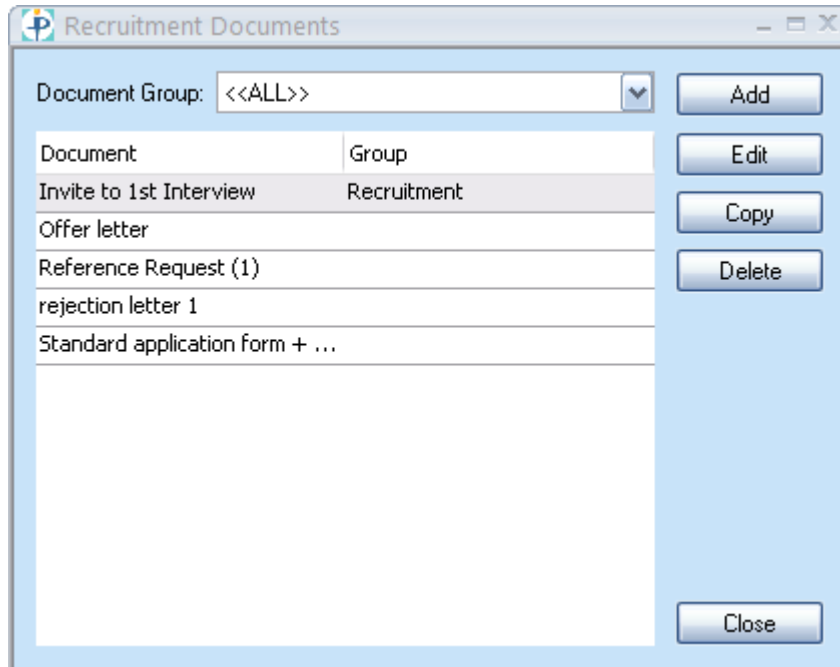 Recruitment Documents
Document Group: <<ALL>> Add
Document Group Edit
Invite to 1st Interview Recruitment
Copy
Offer letter
Reference Request (1) Delete
rejection letter 1
Standard application form + ...
Close